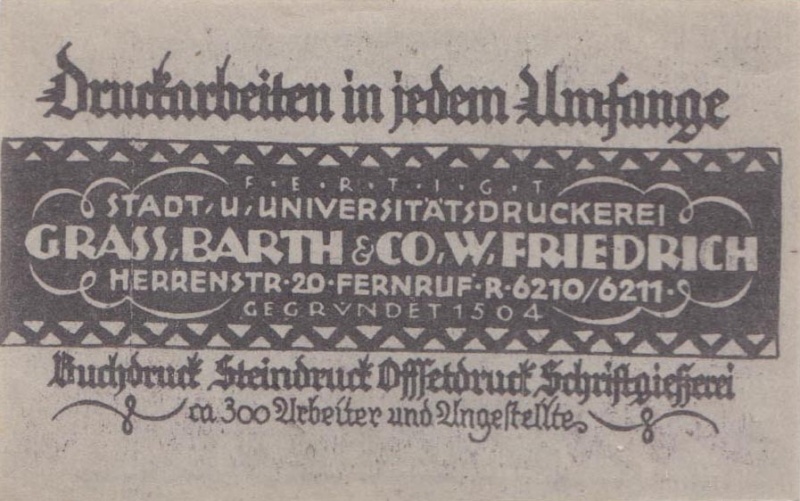 Druckarbeiten in jedem Umfange
F·E·R·T·I·G·T
STADT, U, UNIVERSITÄTSDRUCKEREI
GRASS, BARTH & CO, W, FRIEDRICH
HERRENSTR·20·FERNRUF·R·6210/6211·
GEGRVNDET 1504
Buchdruck Steindruck Offsetdruck Schriftgießerei
ca. 300 Arbeiter und Angestellte